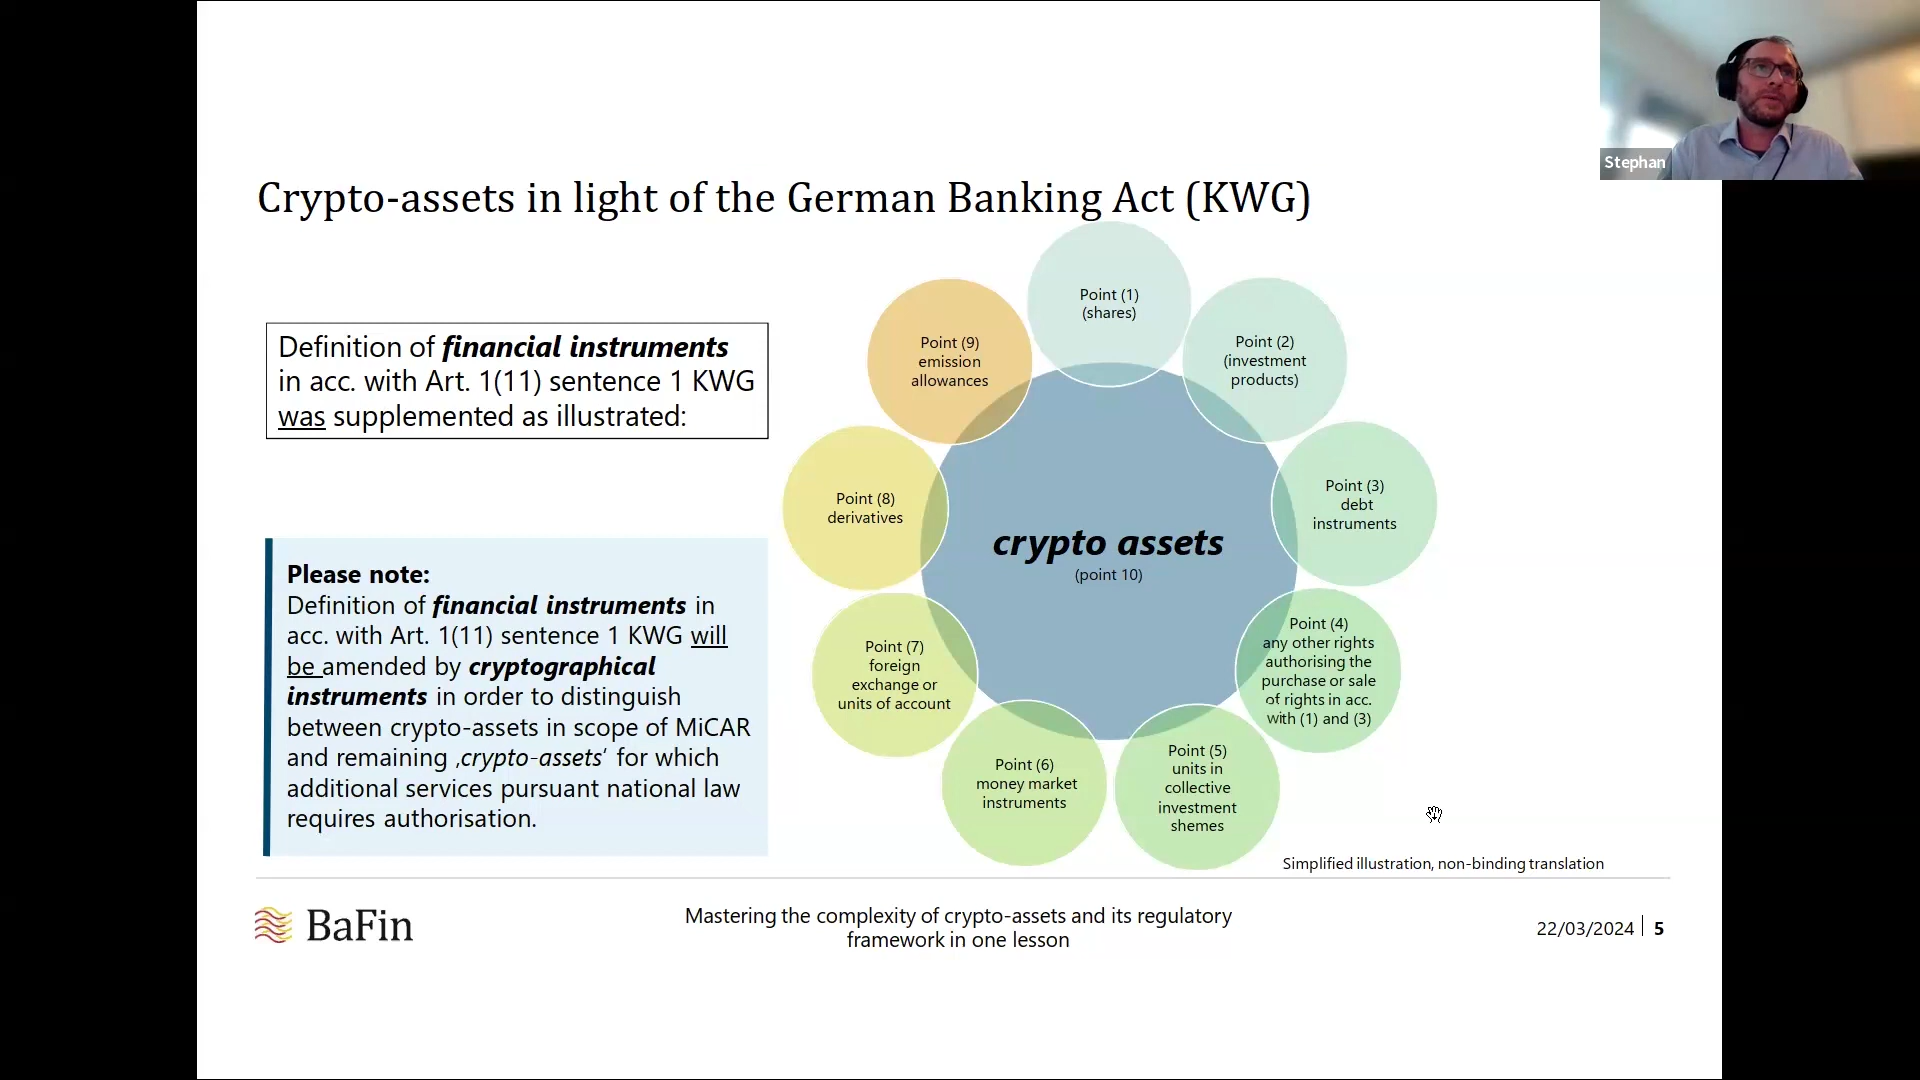 Stephan
Crypto-assets in light of the German Banking Act (KWG)
Definition of financial instruments
in acc. with Art. 1(11) sentence 1 KWG
was supplemented as illustrated:
Please note:
Definition of financial instruments in
acc. with Art. 1(11) sentence 1 KWG will
be amended by cryptographical
instruments in order to distinguish
between crypto-assets in scope of MiCAR
and remaining ‚crypto-assets‘ for which
additional services pursuant national law
requires authorisation.
Point (1)
(shares)
Point (2)
(investment
products)
Point (3)
debt
instruments
Point (4)
any other rights
authorising the
purchase or sale
of rights in acc.
with (1) and (3)
Point (5)
units in
collective
investment
shemes
Point (6)
money market
instruments
Point (7)
foreign
exchange or
units of account
Point (8)
derivatives
Point (9)
emission
allowances
crypto assets
(point 10)
Simplified illustration, non-binding translation
BaFin
Mastering the complexity of crypto-assets and its regulatory
framework in one lesson
22/03/2024 | 5